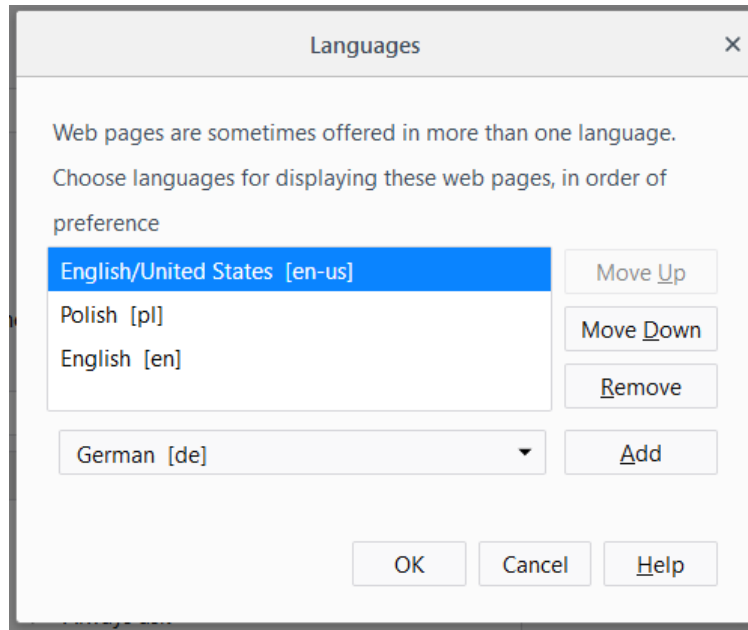 Languages
Web pages are sometimes offered in more than one language.
Choose languages for displaying these web pages, in order of
preference
English/United States [en-us]
Move Up
Polish [pl]
Move Down
English [en]
Remove
German [de]
Add
OK
Cancel
Help